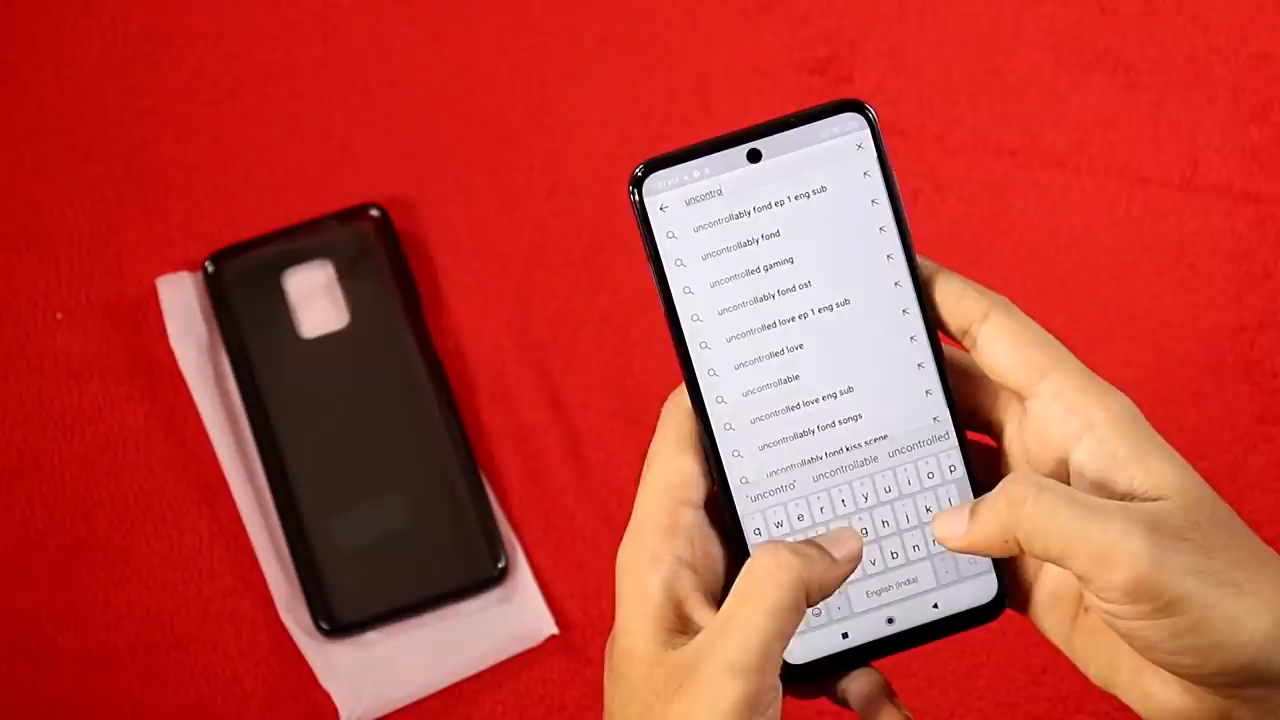 uncontro
uncontrollably fond ep 1 eng sub
uncontrollably fond
uncontrolled gaming
uncontrollably fond ost
uncontrolled love ep 1 eng sub
uncontrolled love
uncontrollable
uncontrolled love eng sub
uncontrollably fond songs
uncontrollably fond kiss scene
"uncontro" uncontrollable uncontrolled
q w e r t y u i o p
g h j k l
v b n
English (India)